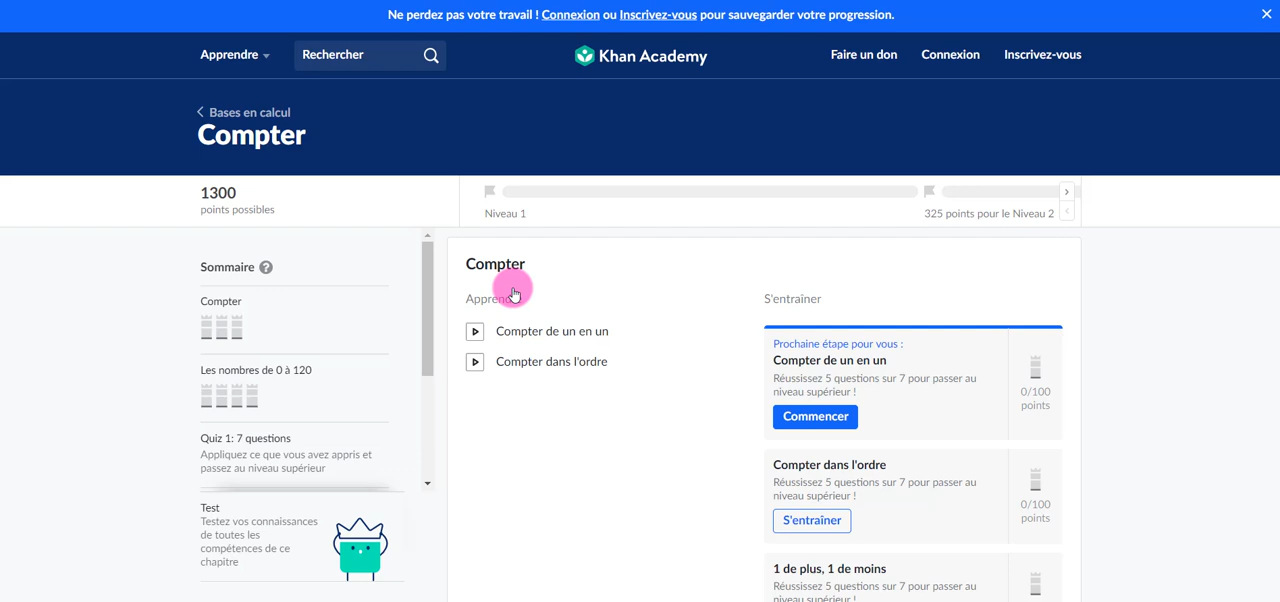 Ne perdez pas votre travail ! Connexion ou Inscrivez-vous pour sauvegarder votre progression.
Apprendre
Rechercher
Khan Academy
Faire un don
Connexion
Inscrivez-vous
Bases en calcul
Compter
1300
points possibles
Niveau 1
325 points pour le Niveau 2
Sommaire ?
Compter
Les nombres de 0 à 120
Quiz 1: 7 questions
Appliquez ce que vous avez appris et
passez au niveau supérieur
Test
Testez vos connaissances
de toutes les
compétences de ce
chapitre
Compter
Apprendre
Compter de un en un
Compter dans l'ordre
S'entraîner
Prochaine étape pour vous :
Compter de un en un
Réussissez 5 questions sur 7 pour passer au
niveau supérieur !
Commencer
0/100
points
Compter dans l'ordre
Réussissez 5 questions sur 7 pour passer au
niveau supérieur !
S'entraîner
0/100
points
1 de plus, 1 de moins
Réussissez 5 questions sur 7 pour passer au
niveau supérieur !